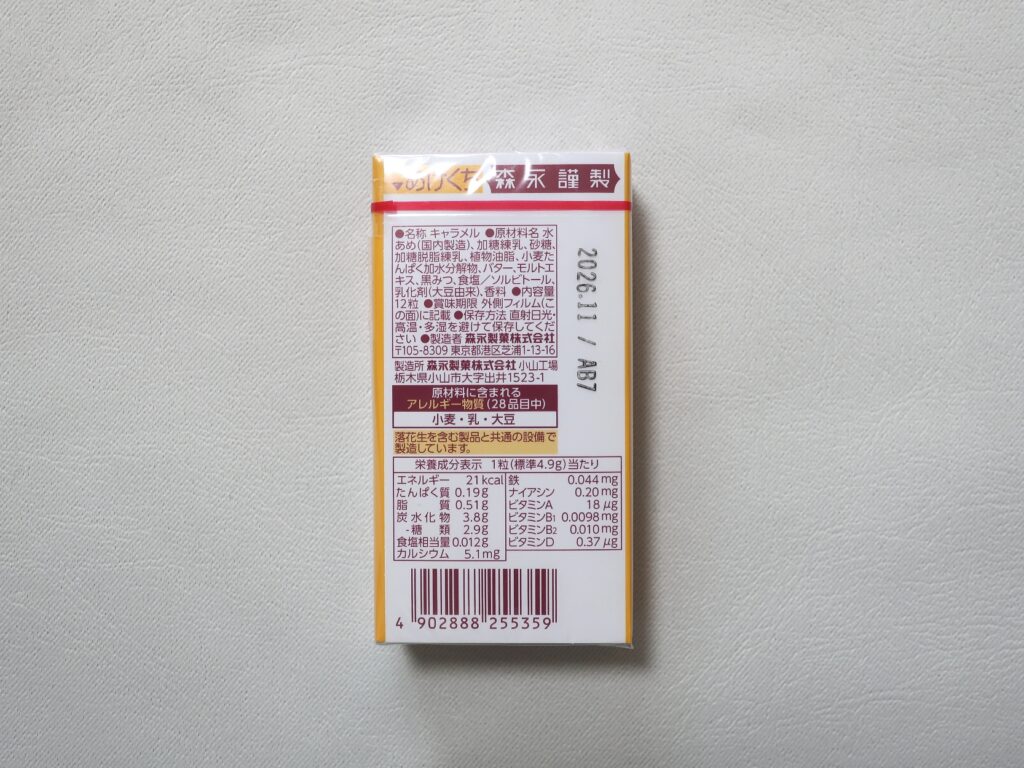 あけくち 森永謹製
●名称 キャラメル ●原材料名 水
あめ(国内製造)、加糖練乳、砂糖、
加糖脱脂練乳、植物油脂、小麦た
んぱく加水分解物、バター、モルトエ
キス、黒みつ、食塩/ソルビトール、
乳化剤(大豆由来)、香料 ●内容量
12粒 ●賞味期限 外側フィルム(こ
の面)に記載 ●保存方法 直射日光・
高温・多湿を避けて保存してくだ
さい ●製造者 森永製菓株式会社
〒105-8309 東京都港区芝浦1-13-16
製造所 森永製菓株式会社 小山工場
栃木県小山市大字出井1523-1
原材料に含まれる
アレルギー物質(28品目中)
小麦・乳・大豆
落花生を含む製品と共通の設備で
製造しています。
2026.11 / AB7
栄養成分表示 1粒(標準4.9g)当たり
エネルギー 21kcal
たんぱく質 0.19g
脂質 0.51g
炭水化物 3.8g
-糖類 2.9g
食塩相当量 0.012g
カルシウム 5.1mg
鉄 0.044mg
ナイアシン 0.20mg
ビタミンA 18μg
ビタミンB1 0.0098mg
ビタミンB2 0.010mg
ビタミンD 0.37μg
4 902888 255359